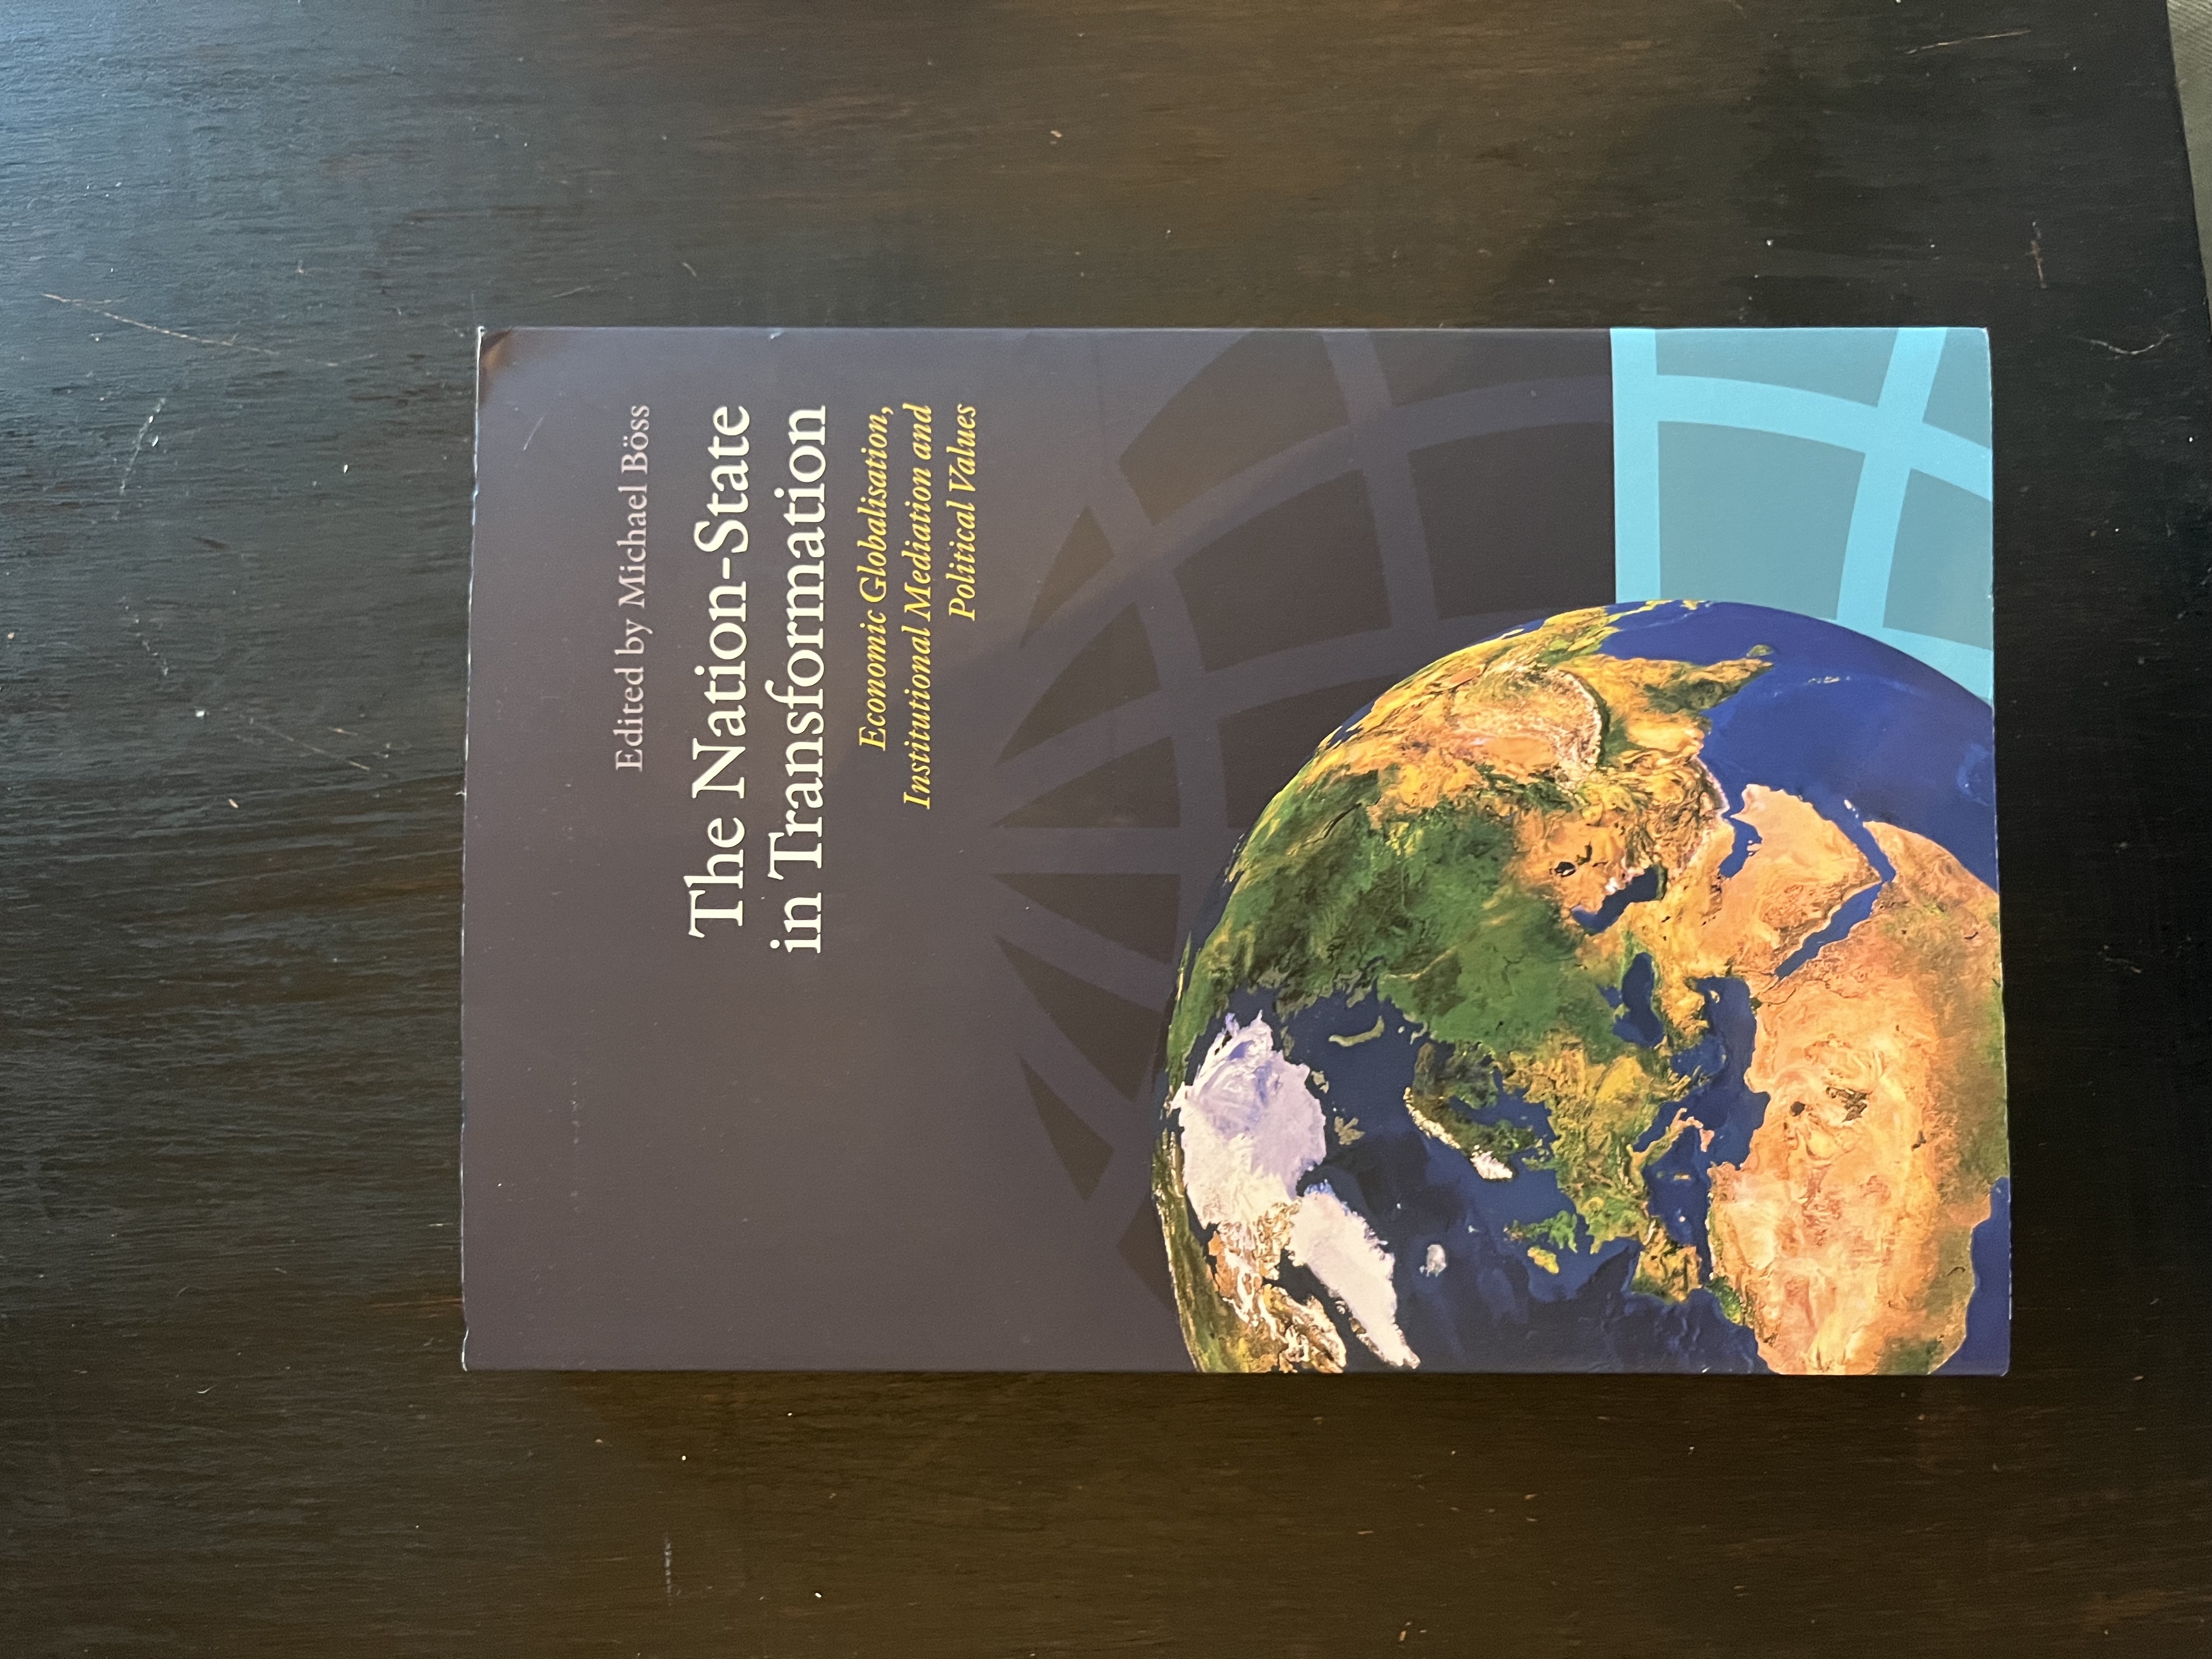 Edited by Michael Böss
The Nation-State
in Transformation
Economic Globalisation,
Institutional Mediation and
Political Values